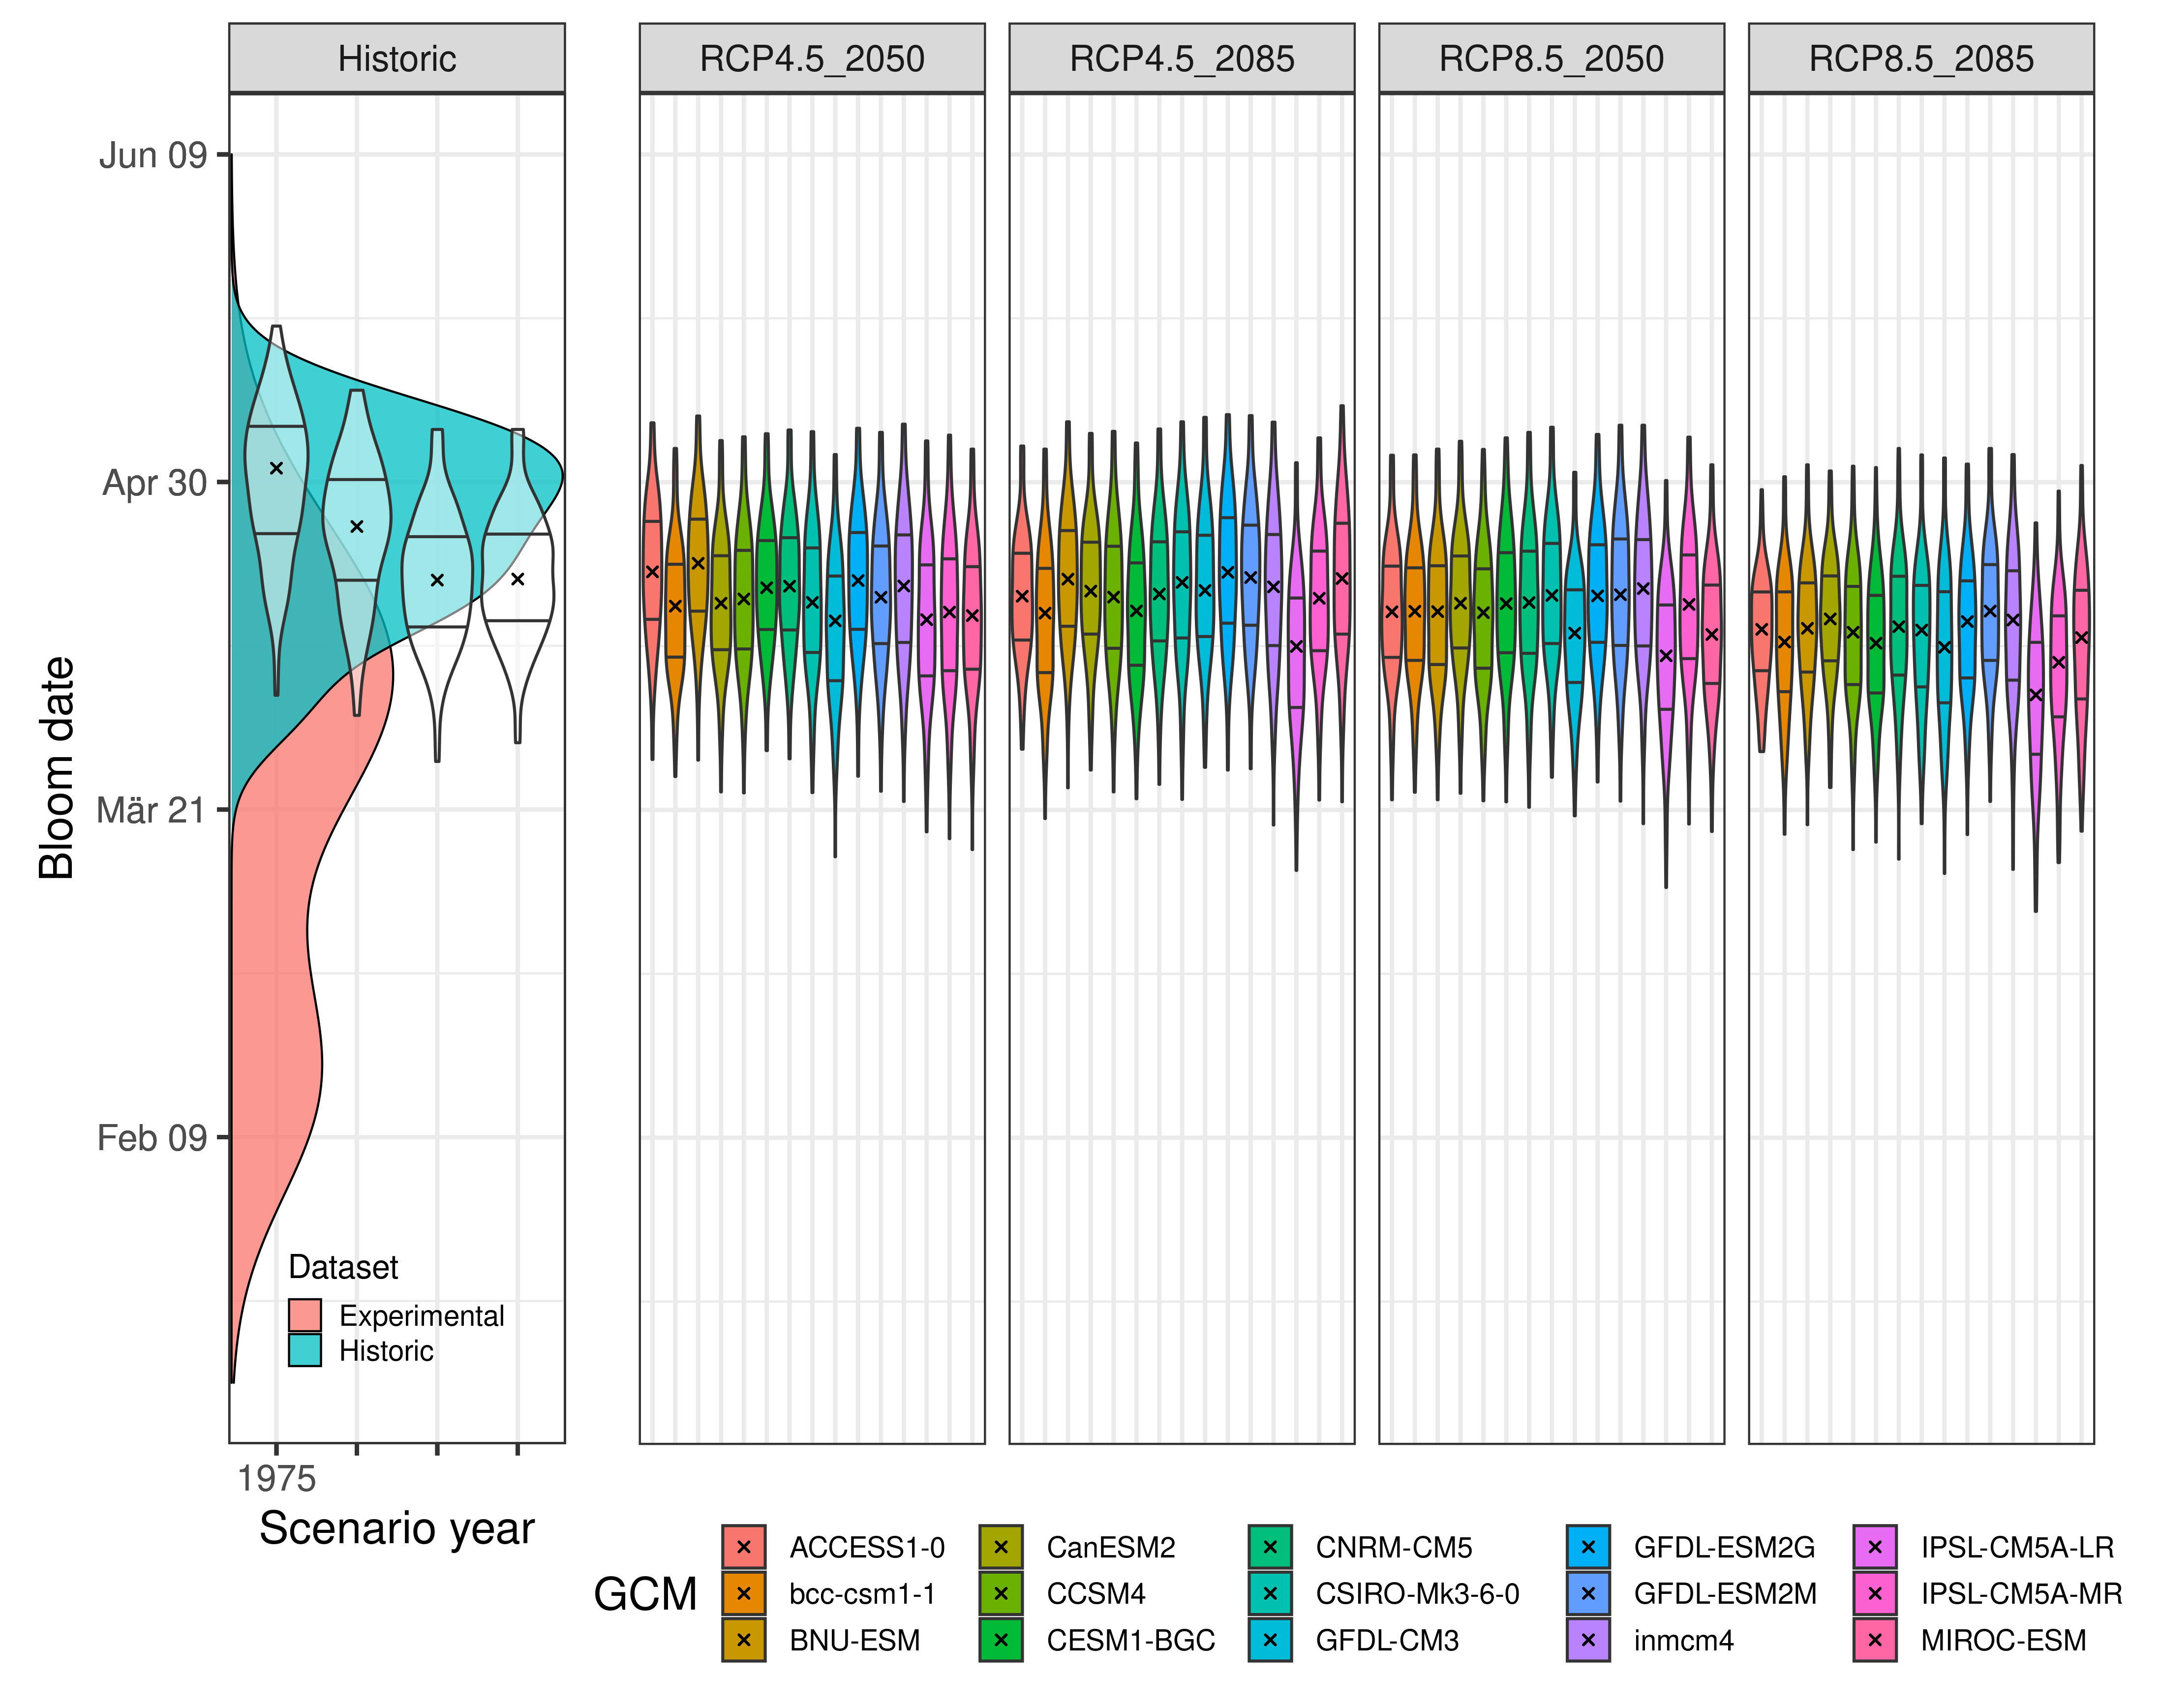 Historic
RCP4.5_2050
RCP4.5_2085
RCP8.5_2050
RCP8.5_2085
Bloom date
Jun 09
Apr 30
Mär 21
Feb 09
Dataset
Experimental
Historic
1975
Scenario year
GCM
ACCESS1-0
bcc-csm1-1
BNU-ESM
CanESM2
CCSM4
CESM1-BGC
CNRM-CM5
CSIRO-Mk3-6-0
GFDL-CM3
GFDL-ESM2G
GFDL-ESM2M
inmcm4
IPSL-CM5A-LR
IPSL-CM5A-MR
MIROC-ESM